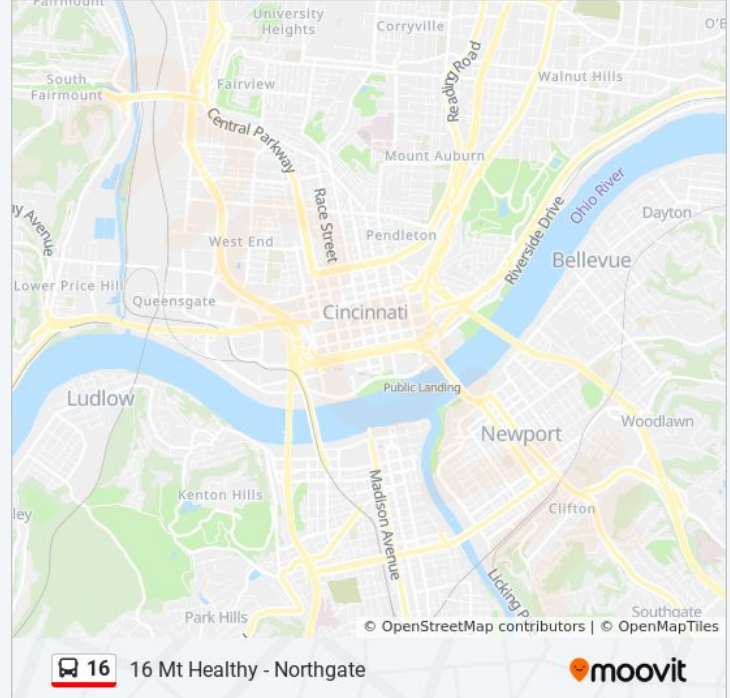 Fairmount
University
Heights
Corryville
South
Fairmount
Fairview
Reading Road
Walnut Hills
Central Parkway
Mount Auburn
Race Street
Ohio River
Dayton
West End
Pendleton
Riverside Drive
Bellevue
Lower Price Hill
Queensgate
Cincinnati
Public Landing
Ludlow
Woodlawn
Newport
Madison Avenue
Kenton Hills
Clifton
Licking
Park Hills
Southgate
© OpenStreetMap contributors | © OpenMapTiles
16 16 Mt Healthy - Northgate moovit